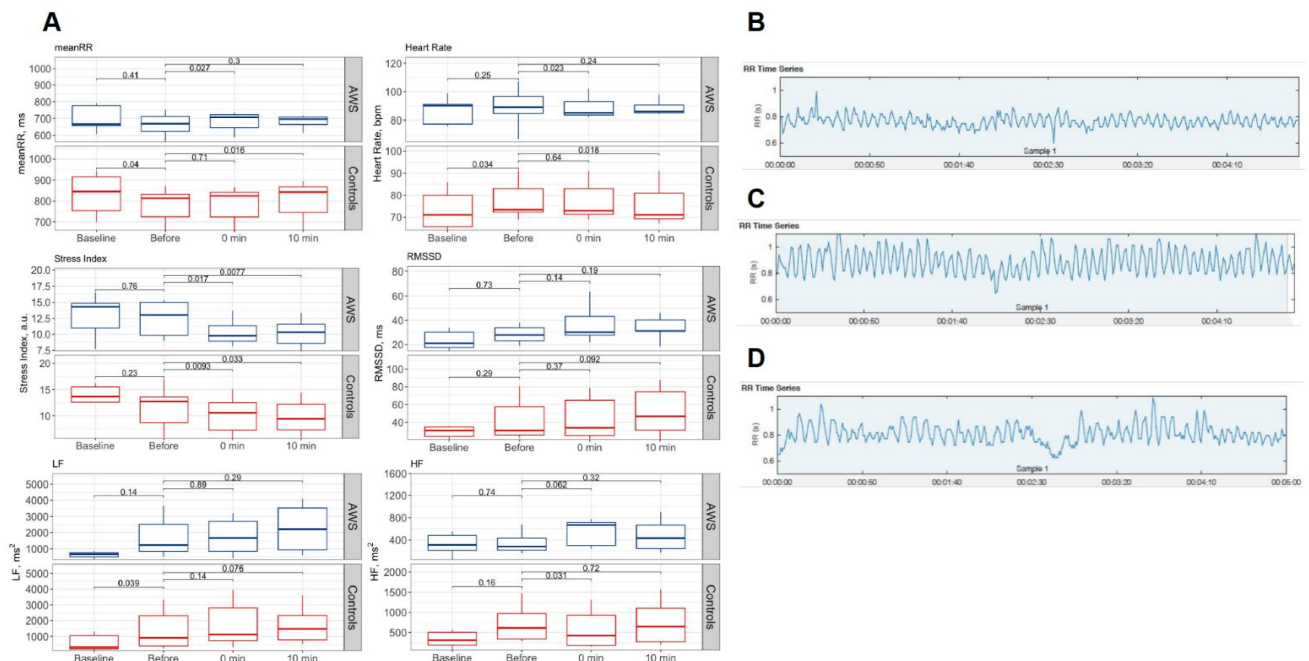 A
meanRR
1000
900
800
700
600
0.41
0.027
0.3
AWS
1000
900
800
700
0.04
0.71
0.016
Controls
meanRR, ms
Baseline Before 0 min 10 min
Heart Rate
120
100
80
0.25
0.023
0.24
AWS
90
80
70
0.034
0.64
0.018
Controls
Heart Rate, bpm
Baseline Before 0 min 10 min
Stress Index
20.0
17.5
15.0
12.5
10.0
7.5
0.76
0.017
0.0077
AWS
15
10
0.23
0.0093
0.033
Controls
Stress Index, a.u.
Baseline Before 0 min 10 min
RMSSD
80
60
40
20
0.73
0.14
0.19
AWS
100
80
60
40
0.29
0.37
0.092
Controls
RMSSD, ms
Baseline Before 0 min 10 min
LF
5000
4000
3000
2000
1000
0.14
0.89
0.29
AWS
5000
4000
3000
2000
1000
0.039
0.14
0.076
Controls
LF, ms²
Baseline Before 0 min 10 min
HF
1600
1200
800
400
0.74
0.062
0.32
AWS
2000
1500
1000
500
0.16
0.031
0.72
Controls
HF, ms²
Baseline Before 0 min 10 min
B
RR Time Series
1
0.8
0.6
RR (s)
Sample 1
00:00:00 00:00:50 00:01:40 00:02:30 00:03:20 00:04:10
C
RR Time Series
1
0.8
0.6
RR (s)
Sample 1
00:00:00 00:00:50 00:01:40 00:02:30 00:03:20 00:04:10
D
RR Time Series
1
0.8
0.6
RR (s)
Sample 1
00:00:00 00:00:50 00:01:40 00:02:30 00:03:20 00:04:10 00:05:00